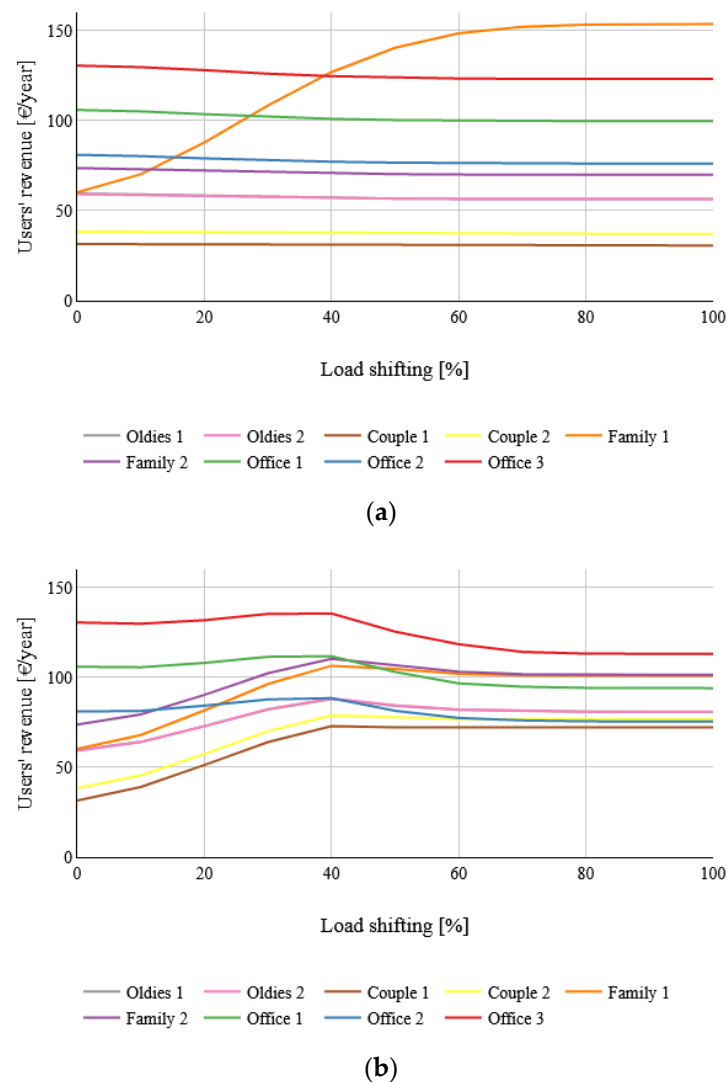 150
100
50
0
Users' revenue [€/year]
0 20 40 60 80 100
Load shifting [%]
Oldies 1 Oldies 2 Couple 1 Couple 2 Family 1
Family 2 Office 1 Office 2 Office 3
(a)
150
100
50
0
Users' revenue [€/year]
0 20 40 60 80 100
Load shifting [%]
Oldies 1 Oldies 2 Couple 1 Couple 2 Family 1
Family 2 Office 1 Office 2 Office 3
(b)